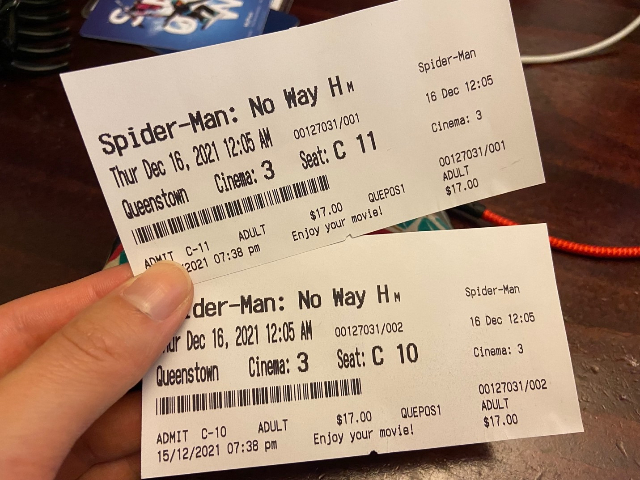 Spider-Man: No Way H M
Thur Dec 16, 2021 12:05 AM 00127031/001
Queenstown Cinema: 3 Seat: C 11
$17.00 QUEPOS1
ADMIT C-11 ADULT Enjoy your movie!
2021 07:38 pm
Spider-Man
16 Dec 12:05
Cinema: 3
00127031/001
ADULT
$17.00
der-Man: No Way H M
Dec 16, 2021 12:05 AM 00127031/002
Queenstown Cinema: 3 Seat: C 10
$17.00 QUEPOS1
ADMIT C-10 ADULT Enjoy your movie!
15/12/2021 07:38 pm
Spider-Man
16 Dec 12:05
Cinema: 3
00127031/002
ADULT
$17.00